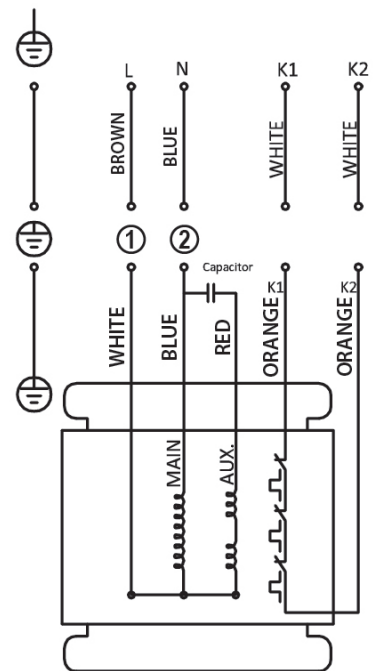 L N K1 K2
BROWN BLUE WHITE WHITE
1 2
Capacitor
K1 K2
WHITE BLUE RED ORANGE ORANGE
MAIN AUX.